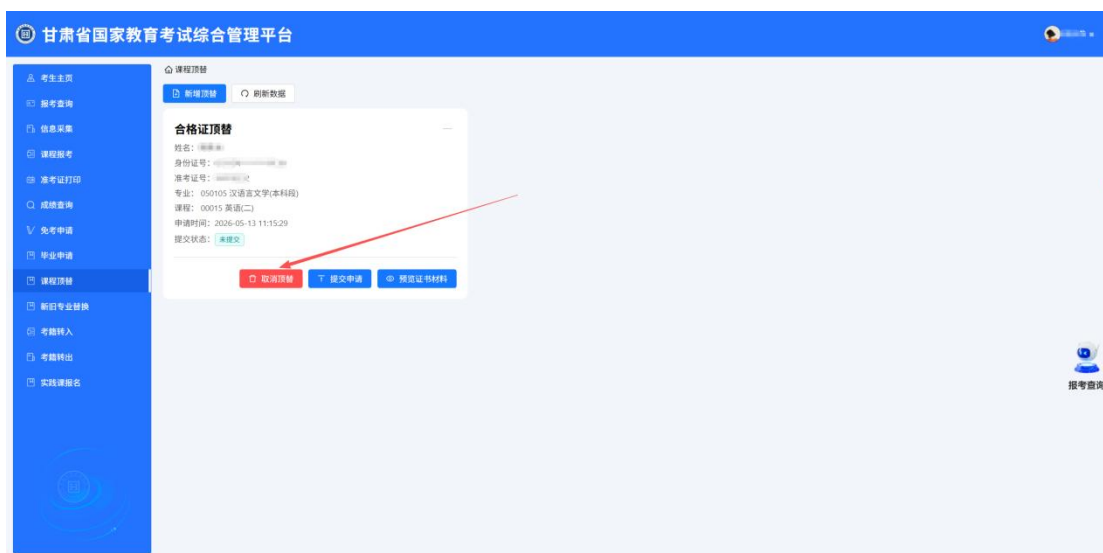 甘肃省国家教育考试综合管理平台
考生主页
报考查询
信息采集
课程报考
准考证打印
成绩查询
免考申请
毕业申请
课程顶替
新旧专业替换
考籍转入
考籍转出
实践课报名
课程顶替
新增顶替 刷新数据
合格证顶替
姓名:
身份证号:
准考证号:
专业: 050105 汉语言文学(本科段)
课程: 00015 英语(二)
申请时间: 2026-05-13 11:15:29
提交状态: 未提交
取消顶替 提交申请 预览证书材料
报考查询